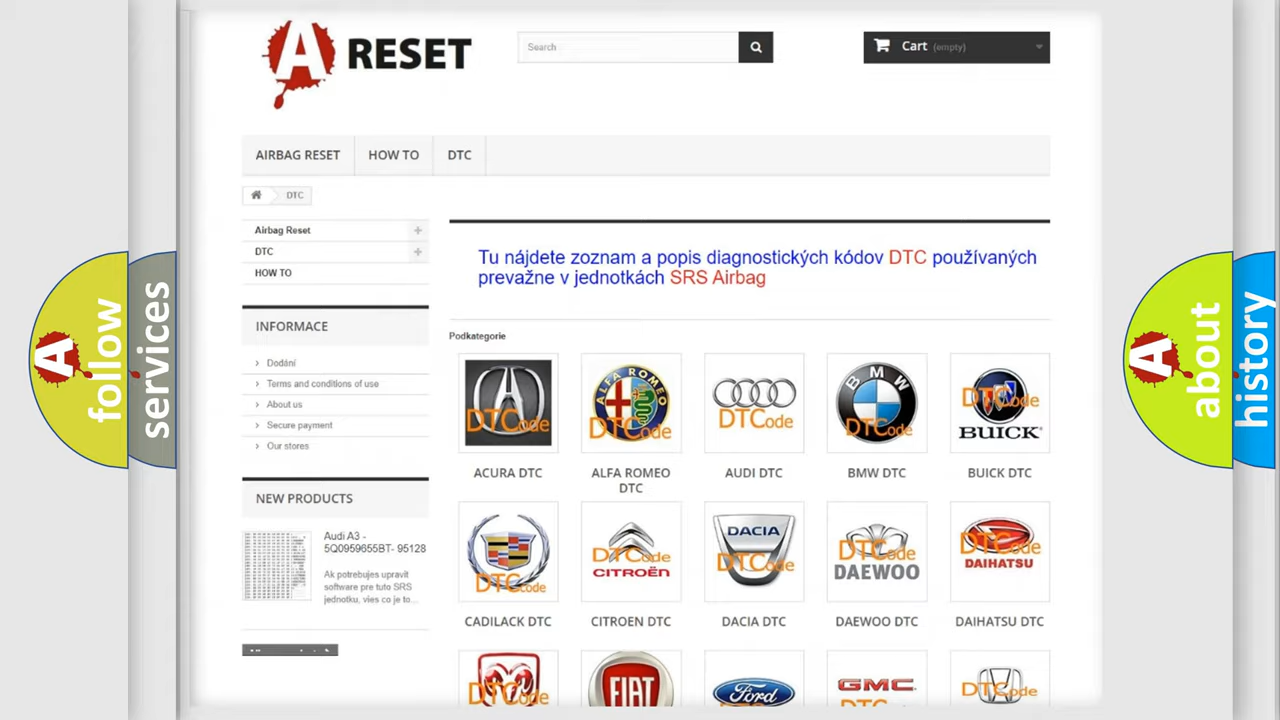 A RESET
Search
Cart (empty)
AIRBAG RESET
HOW TO
DTC
DTC
Airbag Reset
DTC
HOW TO
Tu nájdete zoznam a popis diagnostických kódov DTC používaných
prevažne v jednotkách SRS Airbag
INFORMACE
Podkategorie
Dodání
Terms and conditions of use
About us
Secure payment
Our stores
NEW PRODUCTS
Audi A3 -
5Q0959655BT- 95128
Ak potrebujes upravit
software pre tuto SRS
jednotku, vies co je to...
DTCode
ALFA ROMEO
DTCode
DTCode
BMW
DTCode
DTCode
BUICK
ACURA DTC
ALFA ROMEO
DTC
AUDI DTC
BMW DTC
BUICK DTC
DTCode
DTCode
CITROËN
DACIA
DTCode
DTCode
DAEWOO
DTCode
DAIHATSU
CADILACK DTC
CITROEN DTC
DACIA DTC
DAEWOO DTC
DAIHATSU DTC
DTCode
FIAT
Ford
GMC
DTCode
A
follow
services
A
about
history